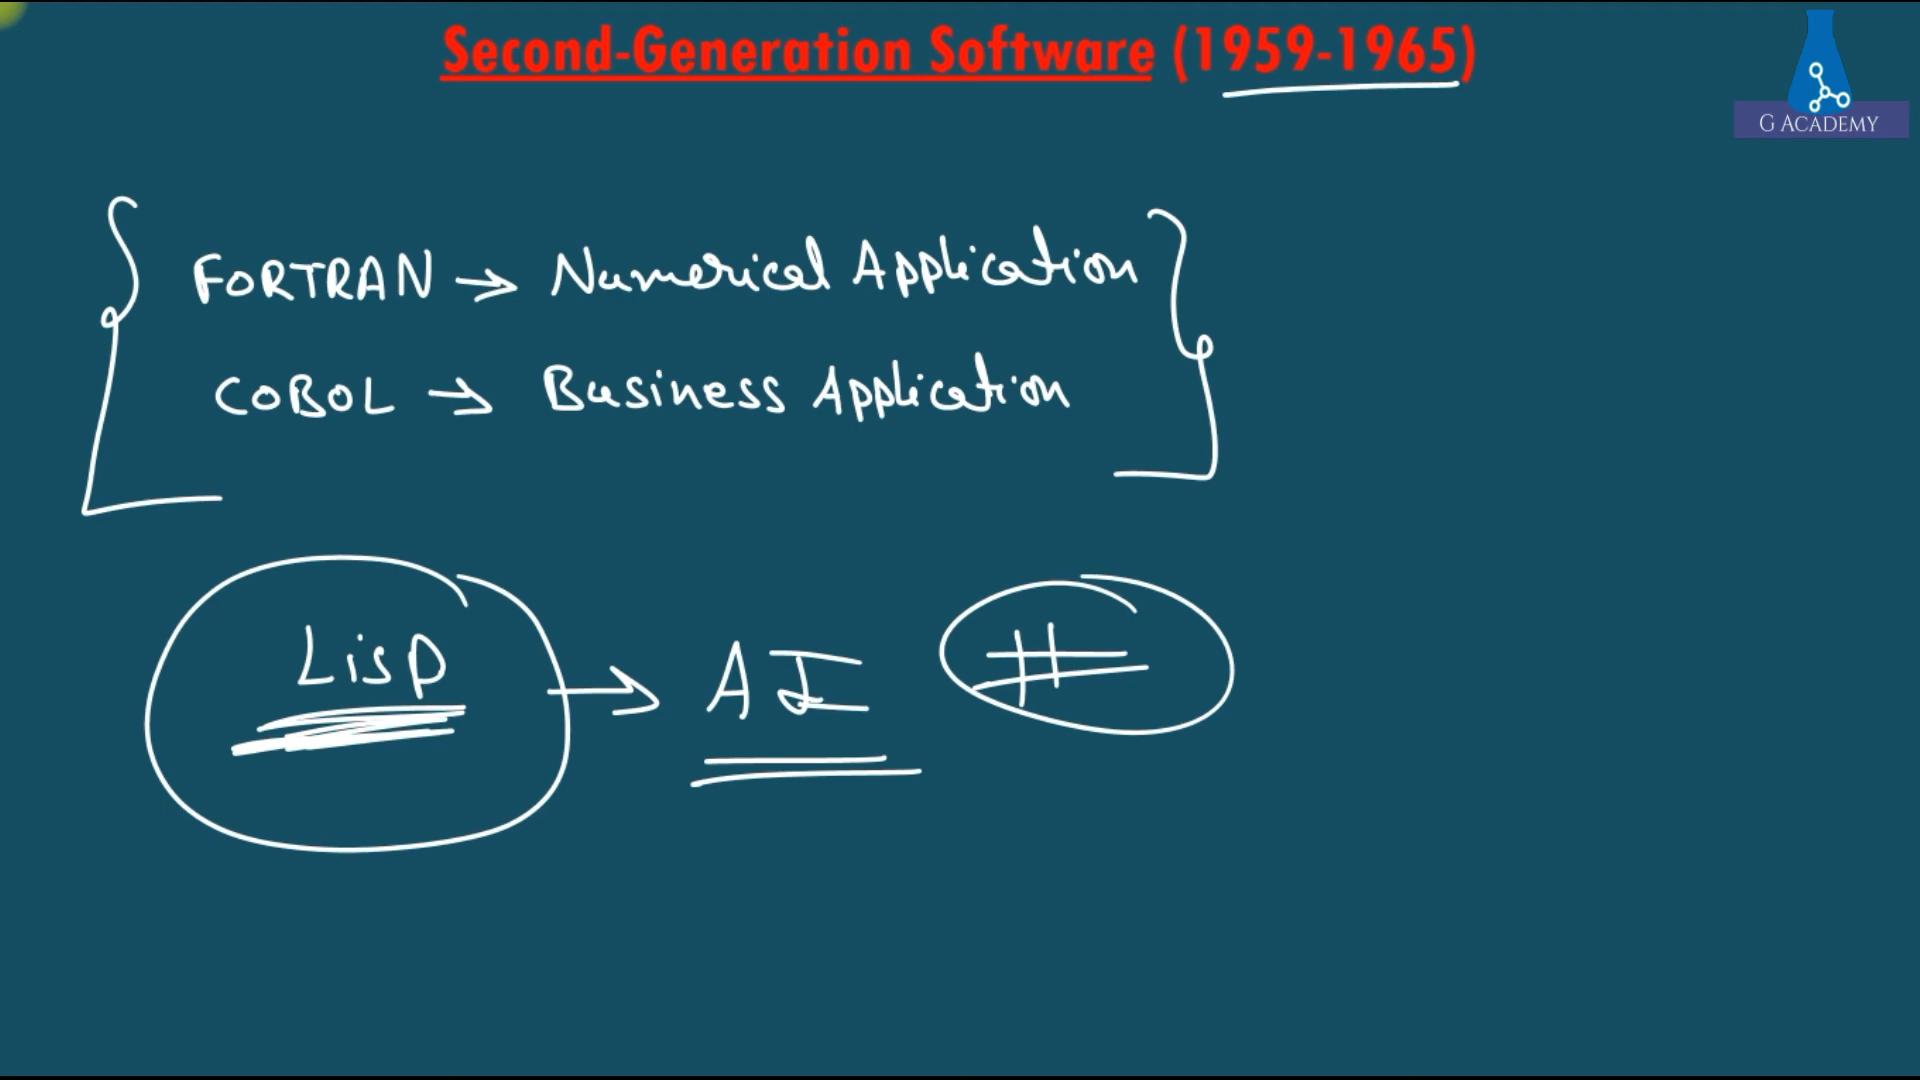 Second-Generation Software (1959-1965)
G ACADEMY
FORTRAN → Numerical Application
COBOL → Business Application
Lisp → AI #